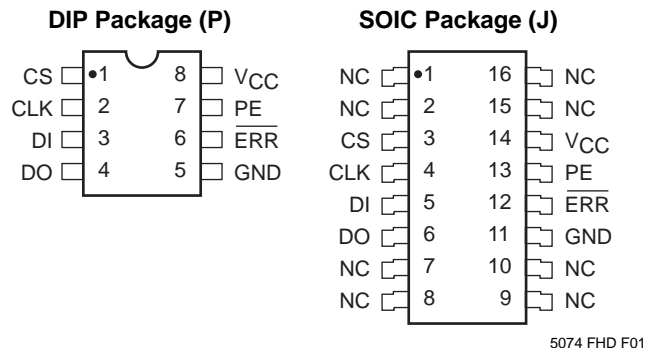 DIP Package (P)
CS 1 8 VCC
CLK 2 7 PE
DI 3 6 ERR
DO 4 5 GND
SOIC Package (J)
NC 1 16 NC
NC 2 15 NC
CS 3 14 VCC
CLK 4 13 PE
DI 5 12 ERR
DO 6 11 GND
NC 7 10 NC
NC 8 9 NC
5074 FHD F01